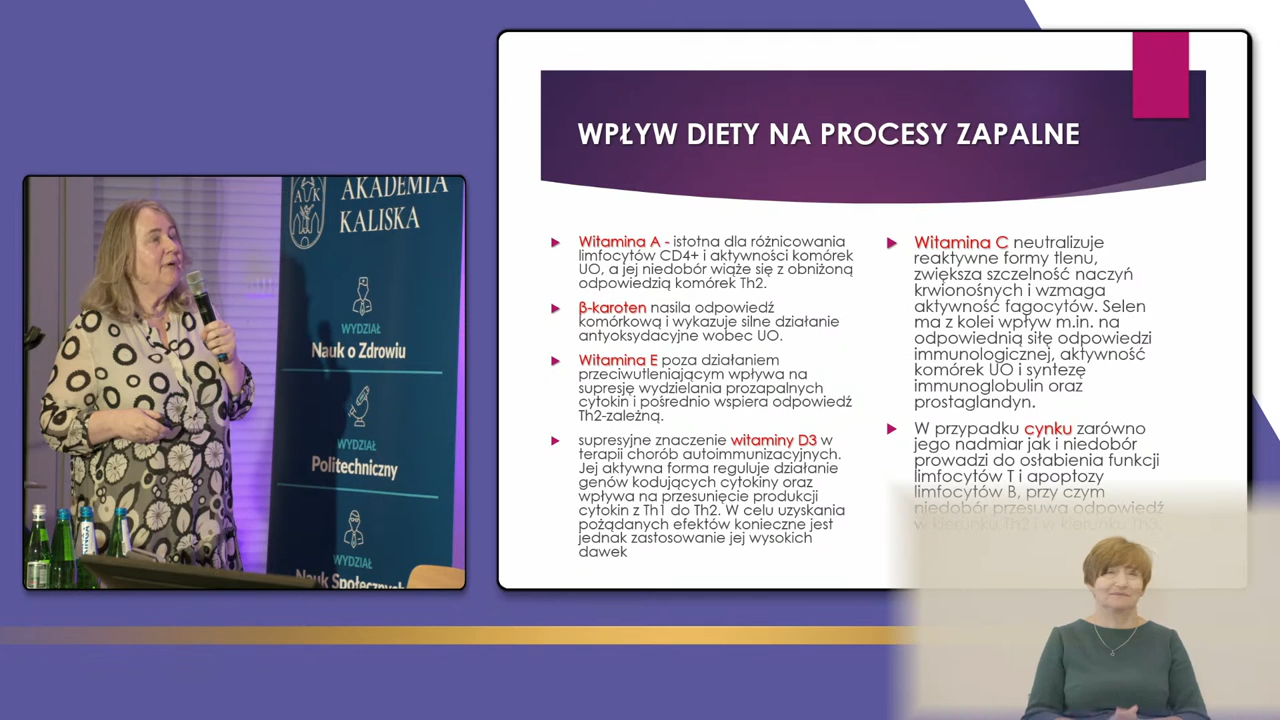 WPŁYW DIETY NA PROCESY ZAPALNE
Witamina A - istotna dla różnicowania
limfocytów CD4+ i aktywności komórek
UO, a jej niedobór wiąże się z obniżoną
odpowiedzią komórek Th2.
β-karoten nasila odpowiedź
komórkową i wykazuje silne działanie
antyoksydacyjne wobec UO.
Witamina E poza działaniem
przeciwutleniającym wpływa na
supresję wydzielania prozapalnych
cytokin i pośrednio wspiera odpowiedź
Th2-zależną.
supresyjne znaczenie witaminy D3 w
terapii chorób autoimmunizacyjnych.
Jej aktywna forma reguluje działanie
genów kodujących cytokiny oraz
wpływa na przesunięcie produkcji
cytokin z Th1 do Th2. W celu uzyskania
pożądanych efektów konieczne jest
jednak zastosowanie jej wysokich
dawek
Witamina C neutralizuje
reaktywne formy tlenu,
zwiększa szczelność naczyń
krwionośnych i wzmaga
aktywność fagocytów. Selen
ma z kolei wpływ m.in. na
odpowiednią siłę odpowiedzi
immunologicznej, aktywność
komórek UO i syntezę
immunoglobulin oraz
prostaglandyn.
W przypadku cynku zarówno
jego nadmiar jak i niedobór
prowadzi do osłabienia funkcji
limfocytów T i apoptozy
limfocytów B, przy czym
niedobór przesuwa odpowiedź
w kierunku Th2 i w kierunku Th3.
AUK
AKADEMIA
KALISKA
WYDZIAŁ
Nauk o Zdrowiu
WYDZIAŁ
Politechniczny
WYDZIAŁ
Nauk Społecznych